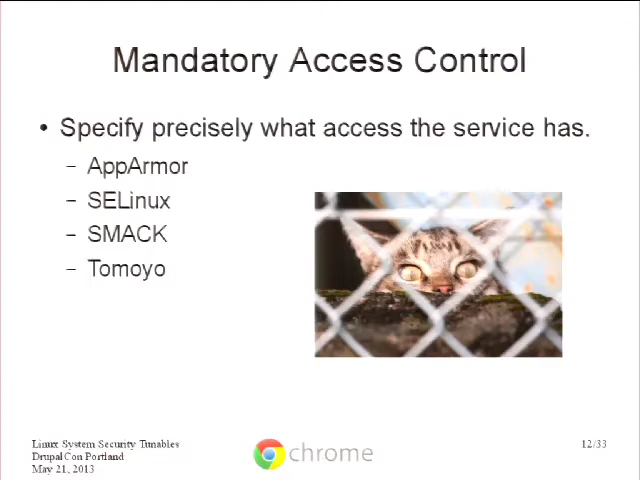 Mandatory Access Control
• Specify precisely what access the service has.
– AppArmor
– SELinux
– SMACK
– Tomoyo
Linux System Security Tunables
DrupalCon Portland
May 21, 2013
chrome
12/33